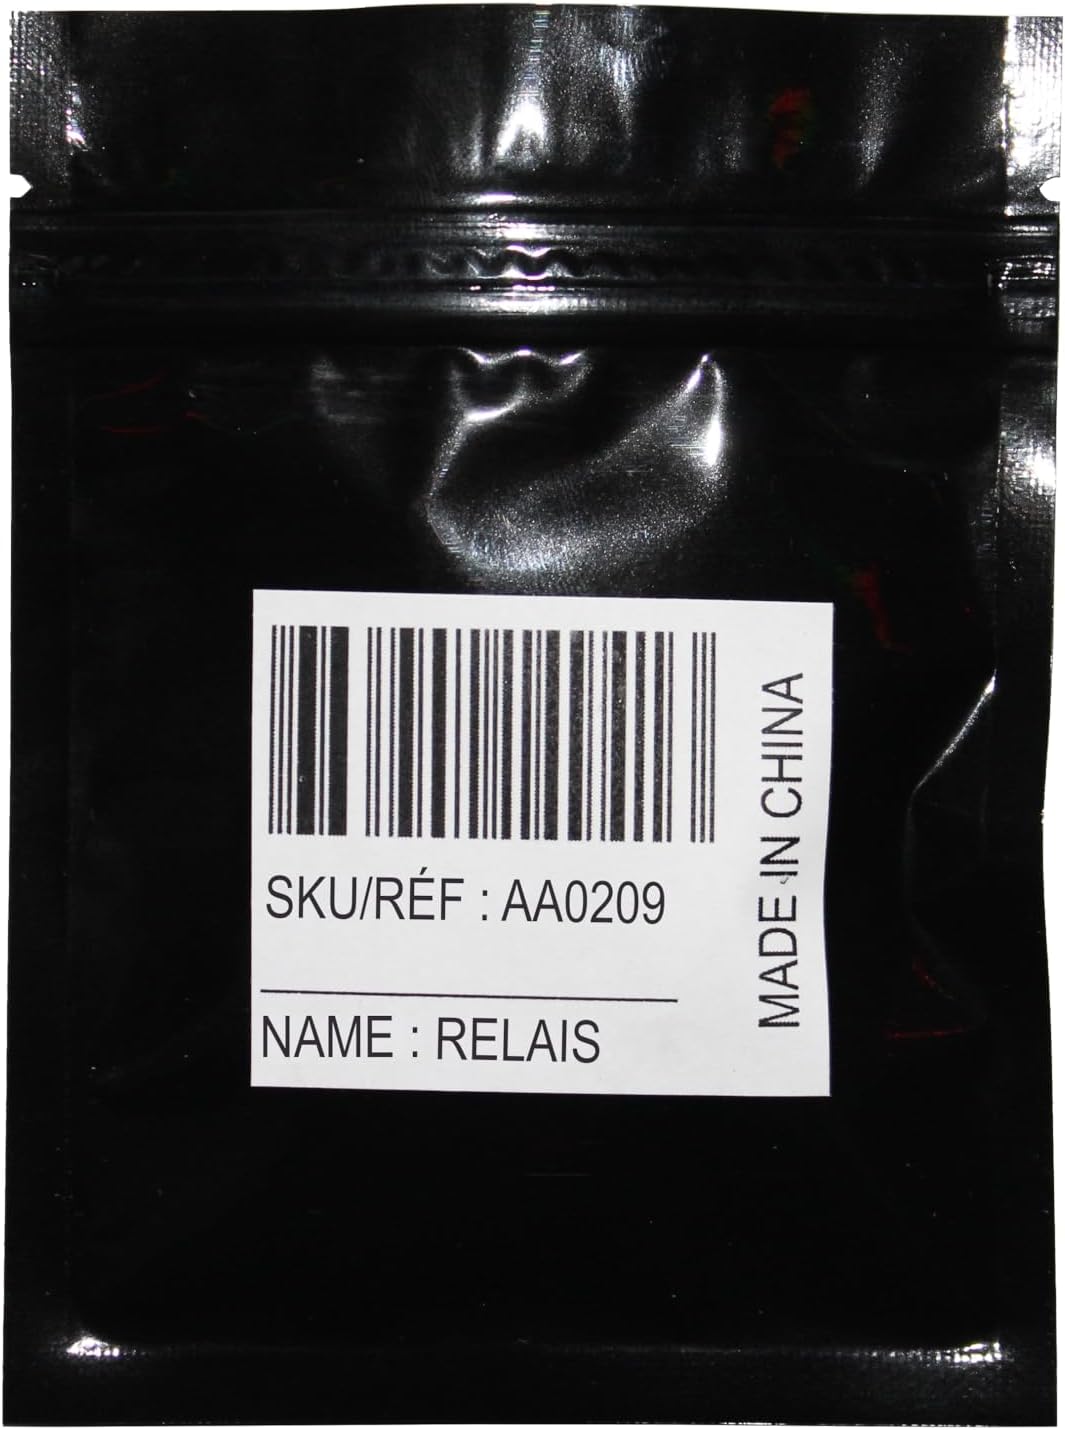 SKU/RÉF : AA0209
NAME : RELAIS
MADE IN CHINA